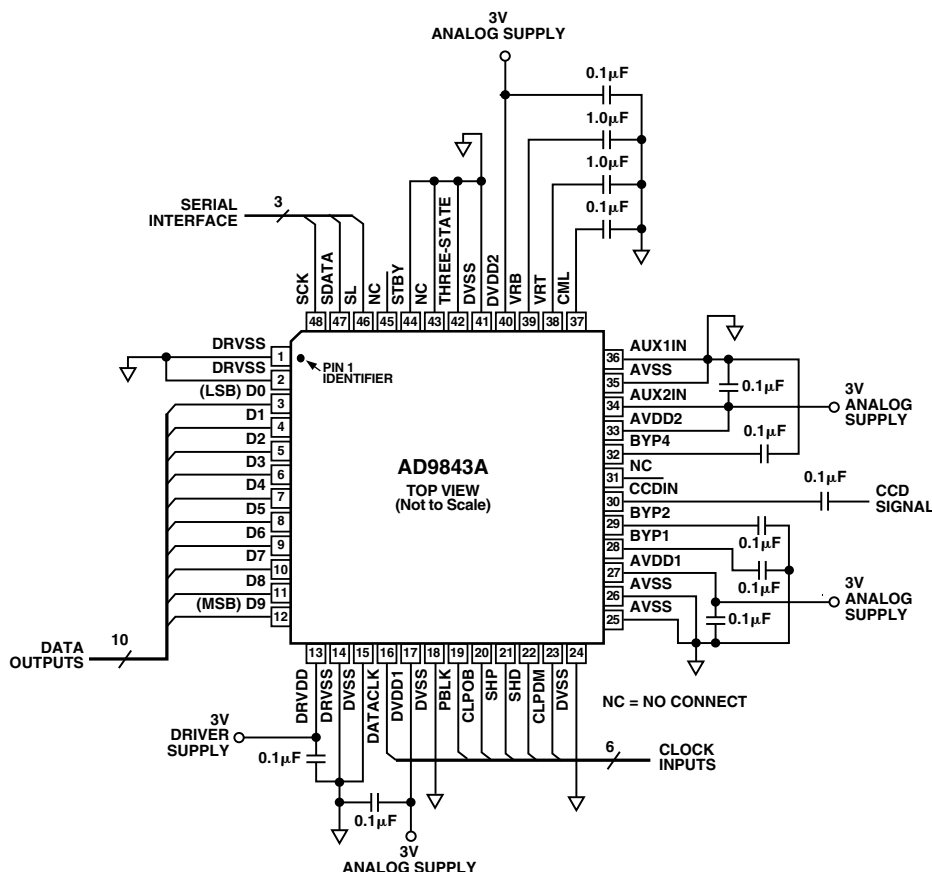 3V
ANALOG SUPPLY
0.1μF
1.0μF
1.0μF
0.1μF
SERIAL
INTERFACE
3
SCK
SDATA
SL
NC
STBY
NC
THREE-STATE
DVSS
DVDD2
VRB
VRT
CML
48
47
46
45
44
43
42
41
40
39
38
37
DRVSS
DRVSS
(LSB) D0
D1
D2
D3
D4
D5
D6
D7
D8
(MSB) D9
1
2
3
4
5
6
7
8
9
10
11
12
PIN 1
IDENTIFIER
AD9843A
TOP VIEW
(Not to Scale)
36
35
34
33
32
31
30
29
28
27
26
25
AUX1IN
AVSS
AUX2IN
AVDD2
BYP4
NC
CCDIN
BYP2
BYP1
AVDD1
AVSS
AVSS
0.1μF
3V
ANALOG
SUPPLY
0.1μF
0.1μF
CCD
SIGNAL
0.1μF
0.1μF
3V
ANALOG
SUPPLY
0.1μF
DATA
OUTPUTS
10
13
14
15
16
17
18
19
20
21
22
23
24
DRVDD
DRVSS
DVSS
DATACLK
DVDD1
DVSS
PBLK
CLPOB
SHP
SHD
CLPDM
DVSS
NC = NO CONNECT
3V
DRIVER
SUPPLY
0.1μF
6
CLOCK
INPUTS
0.1μF
3V
ANALOG SUPPLY